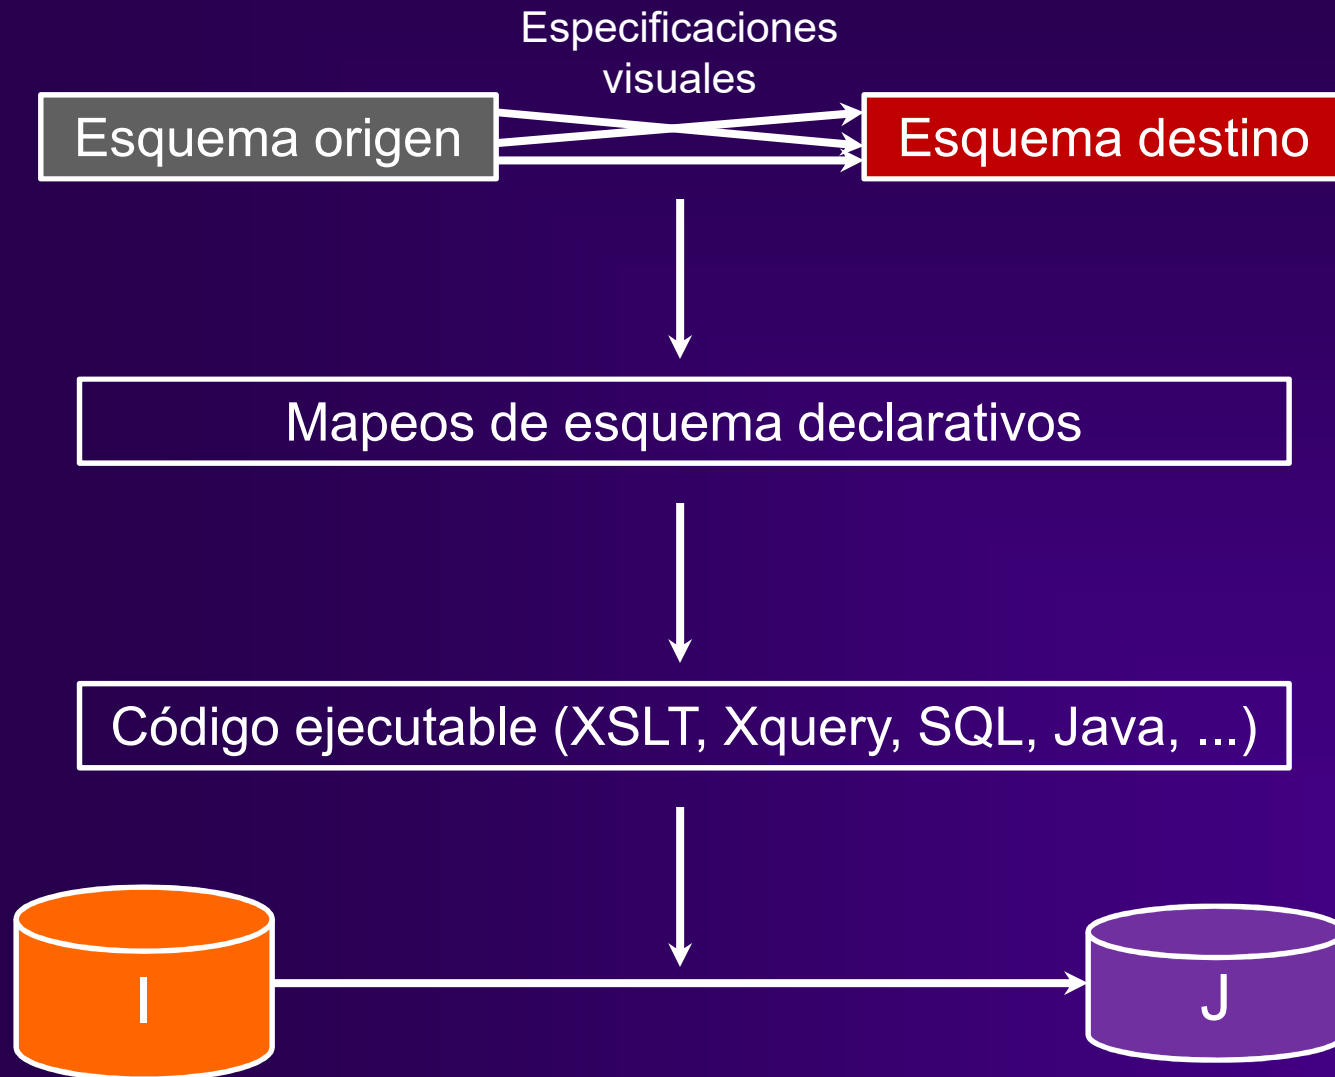 Especificaciones
visuales
Esquema origen
Esquema destino
Mapeos de esquema declarativos
Código ejecutable (XSLT, Xquery, SQL, Java, ...)
I
J